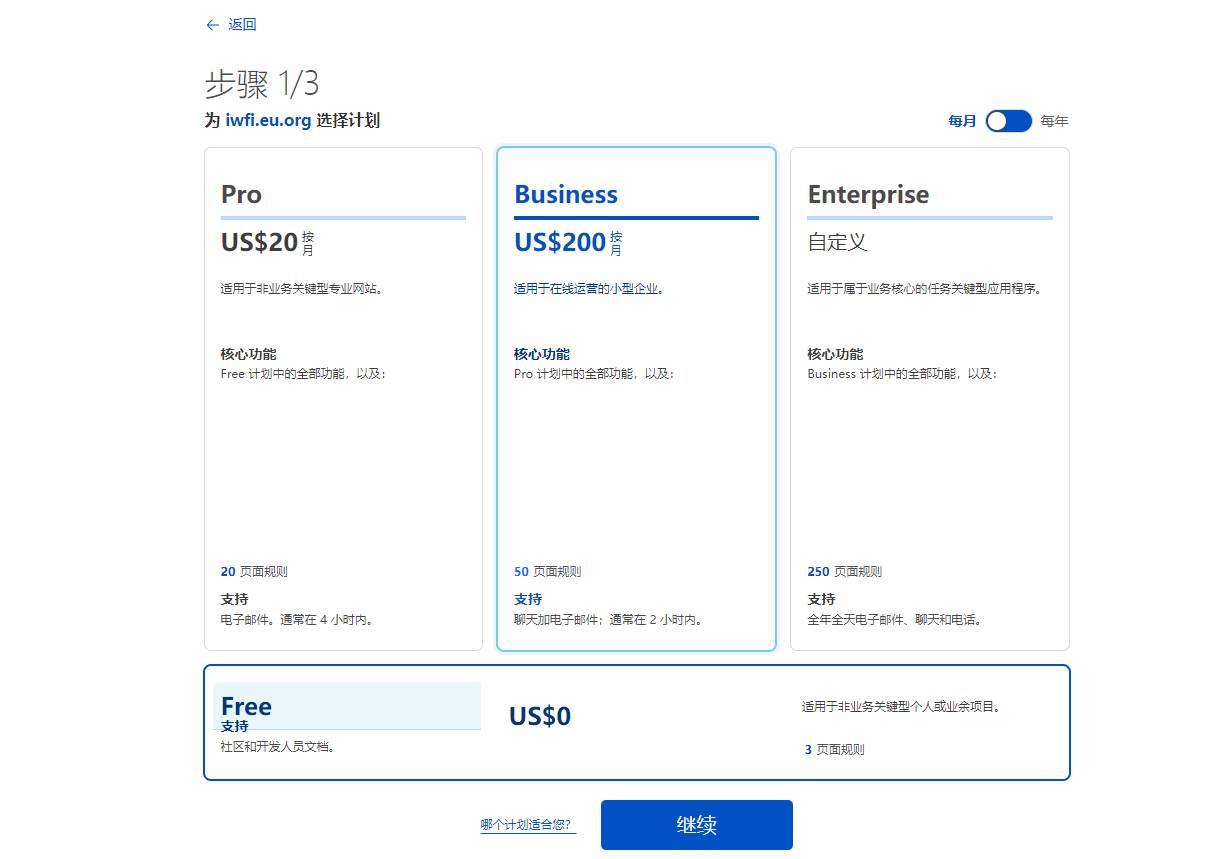 返回
步骤 1/3
为 iwfi.eu.org 选择计划
每月 每年
Pro
US$20 按月
适用于非业务关键型专业网站。
核心功能
Free 计划中的全部功能，以及：
20 页面规则
支持
电子邮件。通常在 4 小时内。
Business
US$200 按月
适用于在线运营的小型企业。
核心功能
Pro 计划中的全部功能，以及：
50 页面规则
支持
聊天加电子邮件；通常在 2 小时内。
Enterprise
自定义
适用于属于业务核心的任务关键型应用程序。
核心功能
Business 计划中的全部功能，以及：
250 页面规则
支持
全年全天电子邮件、聊天和电话。
Free
支持
社区和开发人员文档。
US$0
适用于非业务关键型个人或业余项目。
3 页面规则
哪个计划适合您？
继续